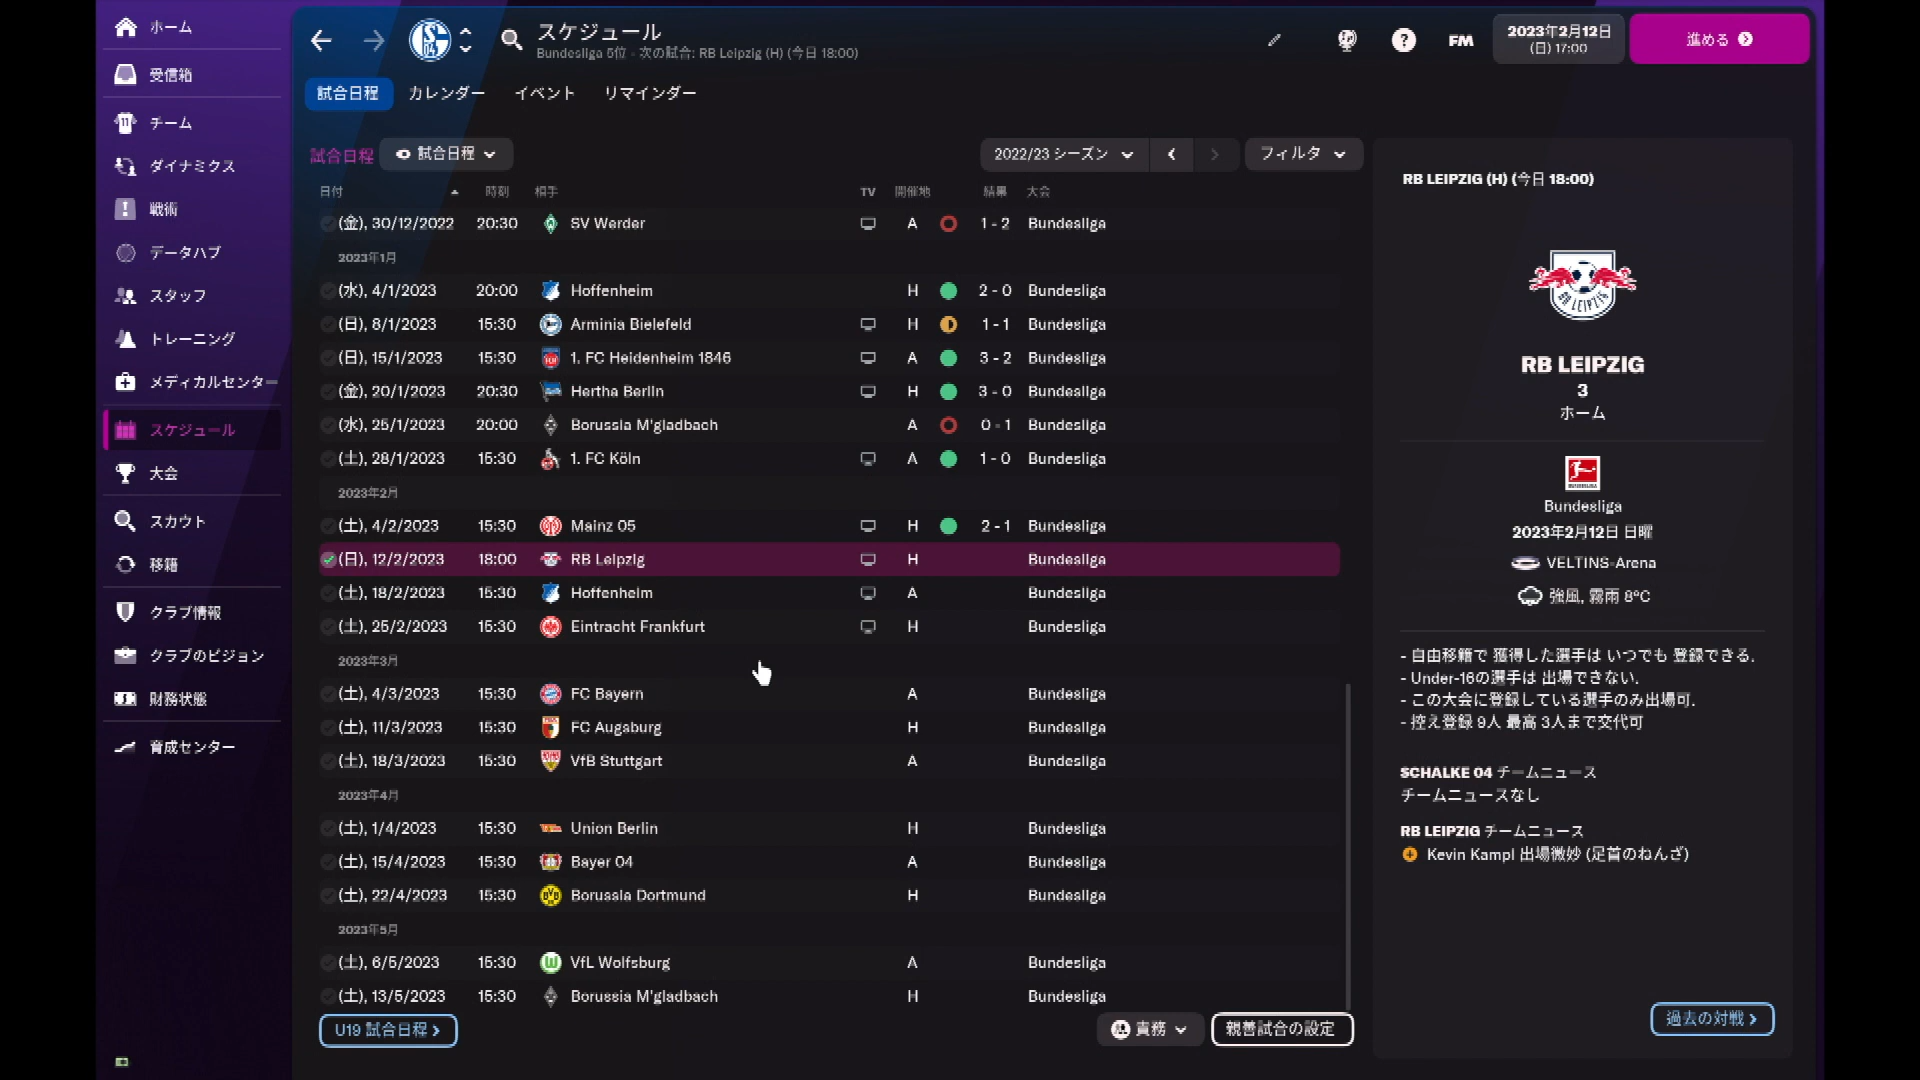 ホーム
受信箱
チーム
ダイナミクス
戦術
データハブ
スタッフ
トレーニング
メディカルセンター
スケジュール
大会
スカウト
移籍
クラブ情報
クラブのビジョン
財務状態
育成センター
スケジュール
Bundesliga 5位 - 次の試合: RB Leipzig (H) (今日 18:00)
FM
2023年2月12日
(日) 17:00
進める
試合日程 カレンダー イベント リマインダー
試合日程 試合日程 2022/23 シーズン フィルタ
日付 時刻 相手 TV 開催地 結果 大会
(金), 30/12/2022 20:30 SV Werder A 1 - 2 Bundesliga
2023年1月
(水), 4/1/2023 20:00 Hoffenheim H 2 - 0 Bundesliga
(日), 8/1/2023 15:30 Arminia Bielefeld H 1 - 1 Bundesliga
(日), 15/1/2023 15:30 1. FC Heidenheim 1846 A 3 - 2 Bundesliga
(金), 20/1/2023 20:30 Hertha Berlin H 3 - 0 Bundesliga
(水), 25/1/2023 20:00 Borussia M'gladbach A 0 - 1 Bundesliga
(土), 28/1/2023 15:30 1. FC Köln A 1 - 0 Bundesliga
2023年2月
(土), 4/2/2023 15:30 Mainz 05 H 2 - 1 Bundesliga
(日), 12/2/2023 18:00 RB Leipzig H Bundesliga
(土), 18/2/2023 15:30 Hoffenheim A Bundesliga
(土), 25/2/2023 15:30 Eintracht Frankfurt H Bundesliga
2023年3月
(土), 4/3/2023 15:30 FC Bayern A Bundesliga
(土), 11/3/2023 15:30 FC Augsburg H Bundesliga
(土), 18/3/2023 15:30 VfB Stuttgart A Bundesliga
2023年4月
(土), 1/4/2023 15:30 Union Berlin H Bundesliga
(土), 15/4/2023 15:30 Bayer 04 A Bundesliga
(土), 22/4/2023 15:30 Borussia Dortmund H Bundesliga
2023年5月
(土), 6/5/2023 15:30 VfL Wolfsburg A Bundesliga
(土), 13/5/2023 15:30 Borussia M'gladbach H Bundesliga
U19 試合日程
責務
親善試合の設定
RB LEIPZIG (H) (今日 18:00)
RB LEIPZIG
RB LEIPZIG
3
ホーム
Bundesliga
2023年2月12日 日曜
VELTINS-Arena
強風, 霧雨 8°C
- 自由移籍で 獲得した選手は いつでも 登録できる.
- Under-16の選手は 出場できない.
- この大会に登録している選手のみ出場可.
- 控え登録 9人 最高 3人まで交代可
SCHALKE 04 チームニュース
チームニュースなし
RB LEIPZIG チームニュース
Kevin Kampl 出場微妙 (足首のねんざ)
過去の対戦